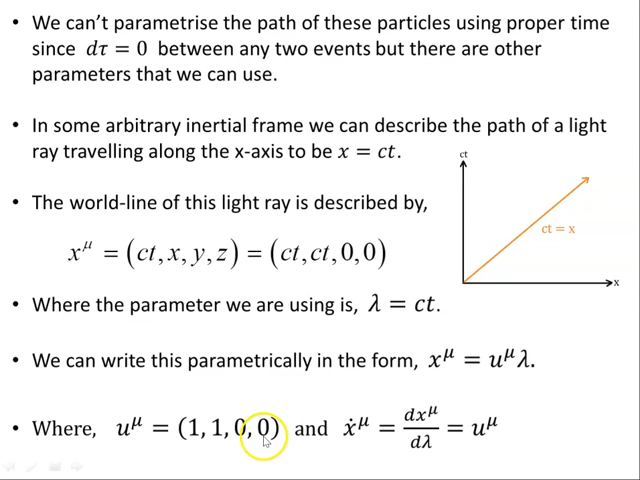 • We can't parametrise the path of these particles using proper time
since dτ = 0 between any two events but there are other
parameters that we can use.
• In some arbitrary inertial frame we can describe the path of a light
ray travelling along the x-axis to be x = ct.
ct
• The world-line of this light ray is described by,
ct = x
x^μ = (ct, x, y, z) = (ct, ct, 0, 0)
x
• Where the parameter we are using is, λ = ct.
• We can write this parametrically in the form, x^μ = u^μλ.
• Where, u^μ = (1, 1, 0, 0) and ẋ^μ = dx^μ/dλ = u^μ